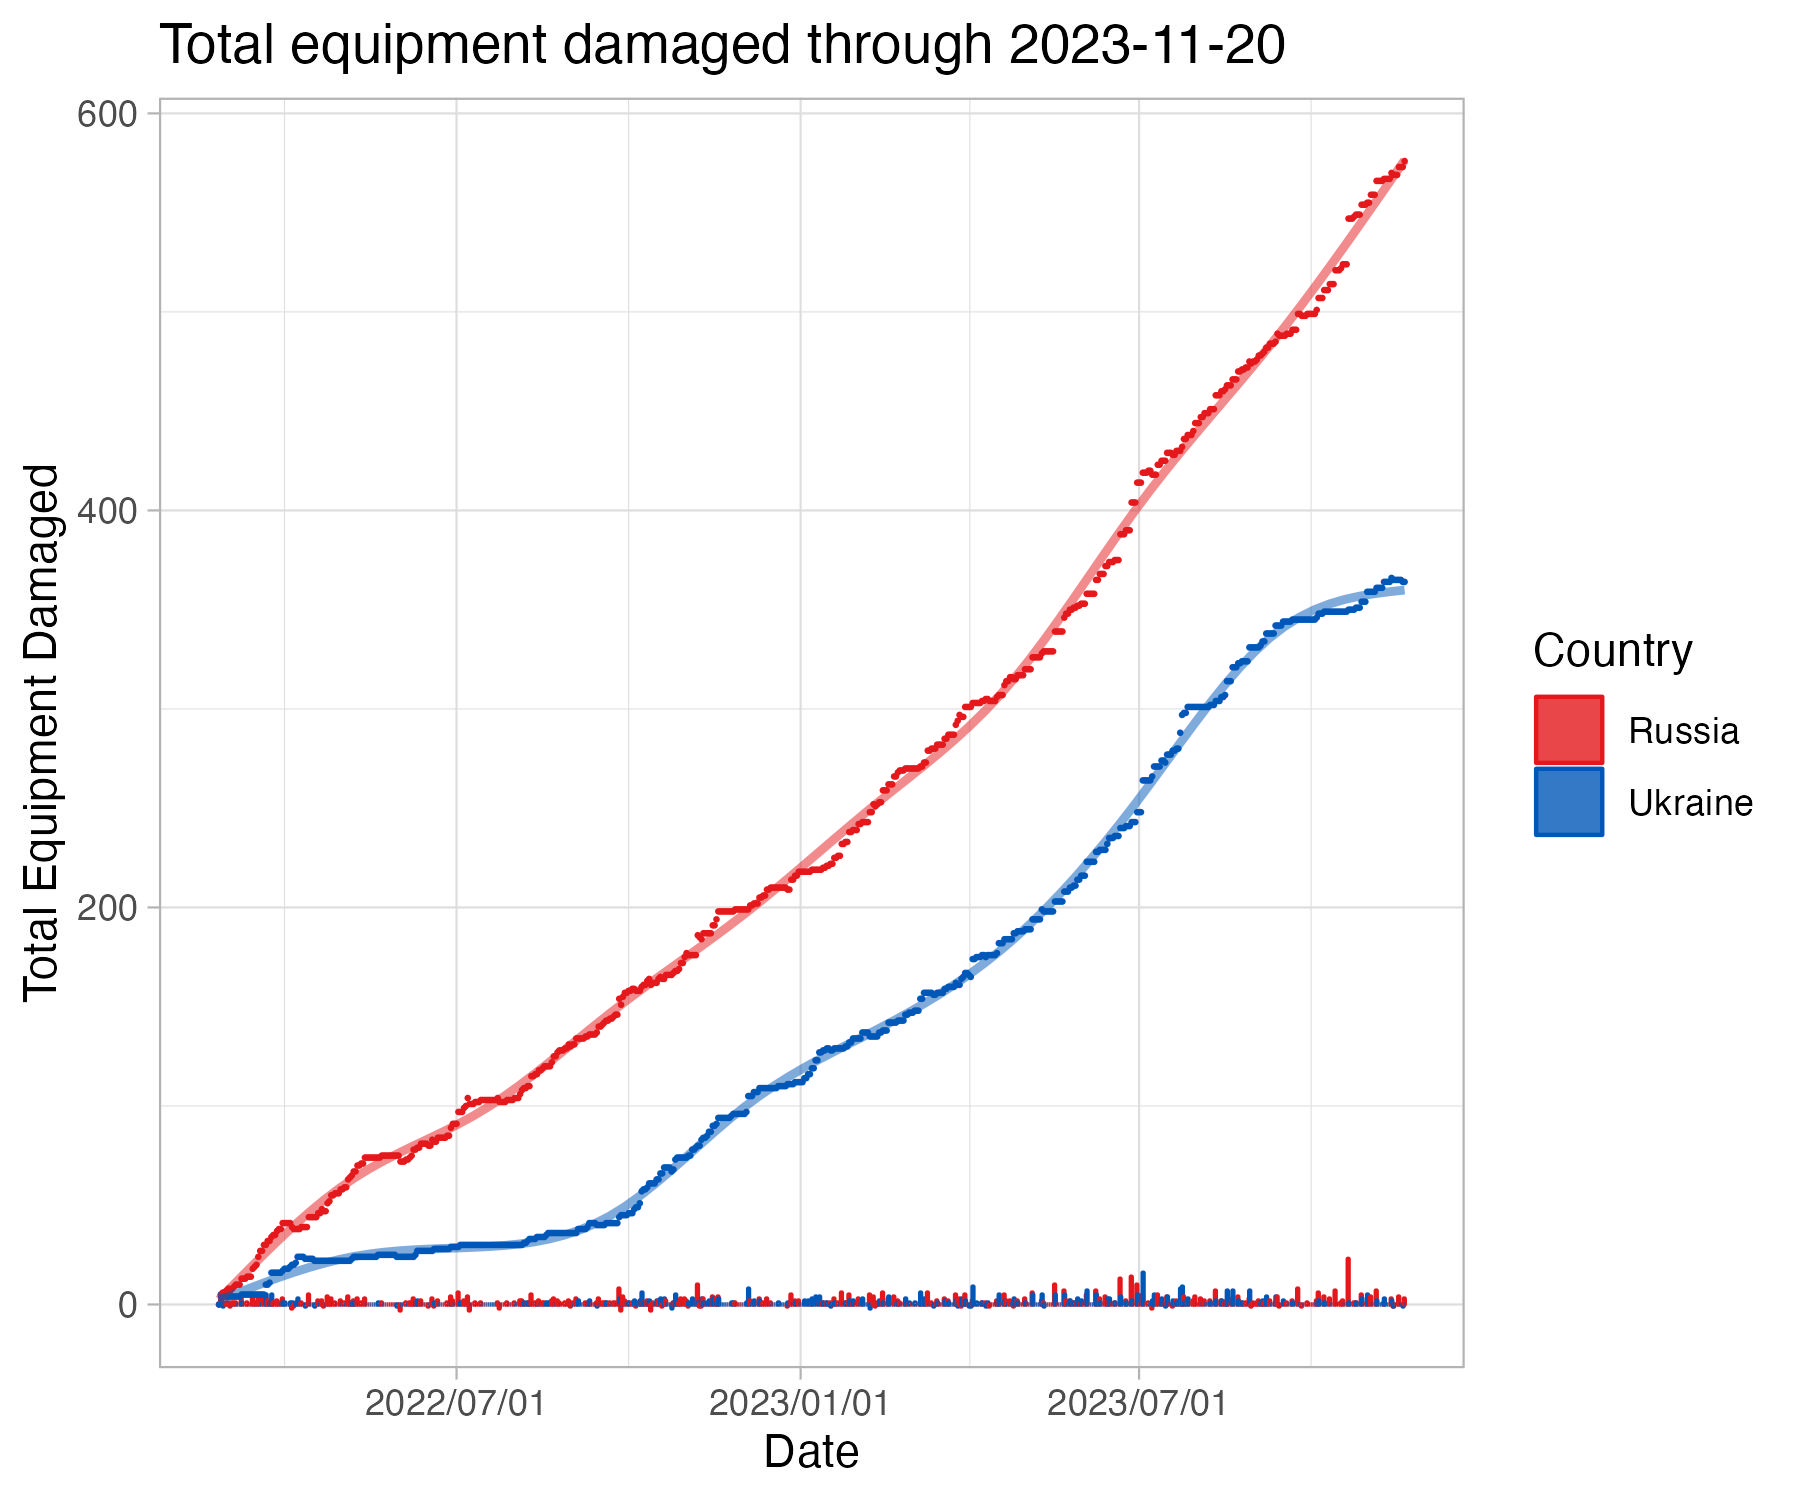 Total equipment damaged through 2023-11-20
Total Equipment Damaged
600
400
200
0
2022/07/01
2023/01/01
2023/07/01
Date
Country
Russia
Ukraine